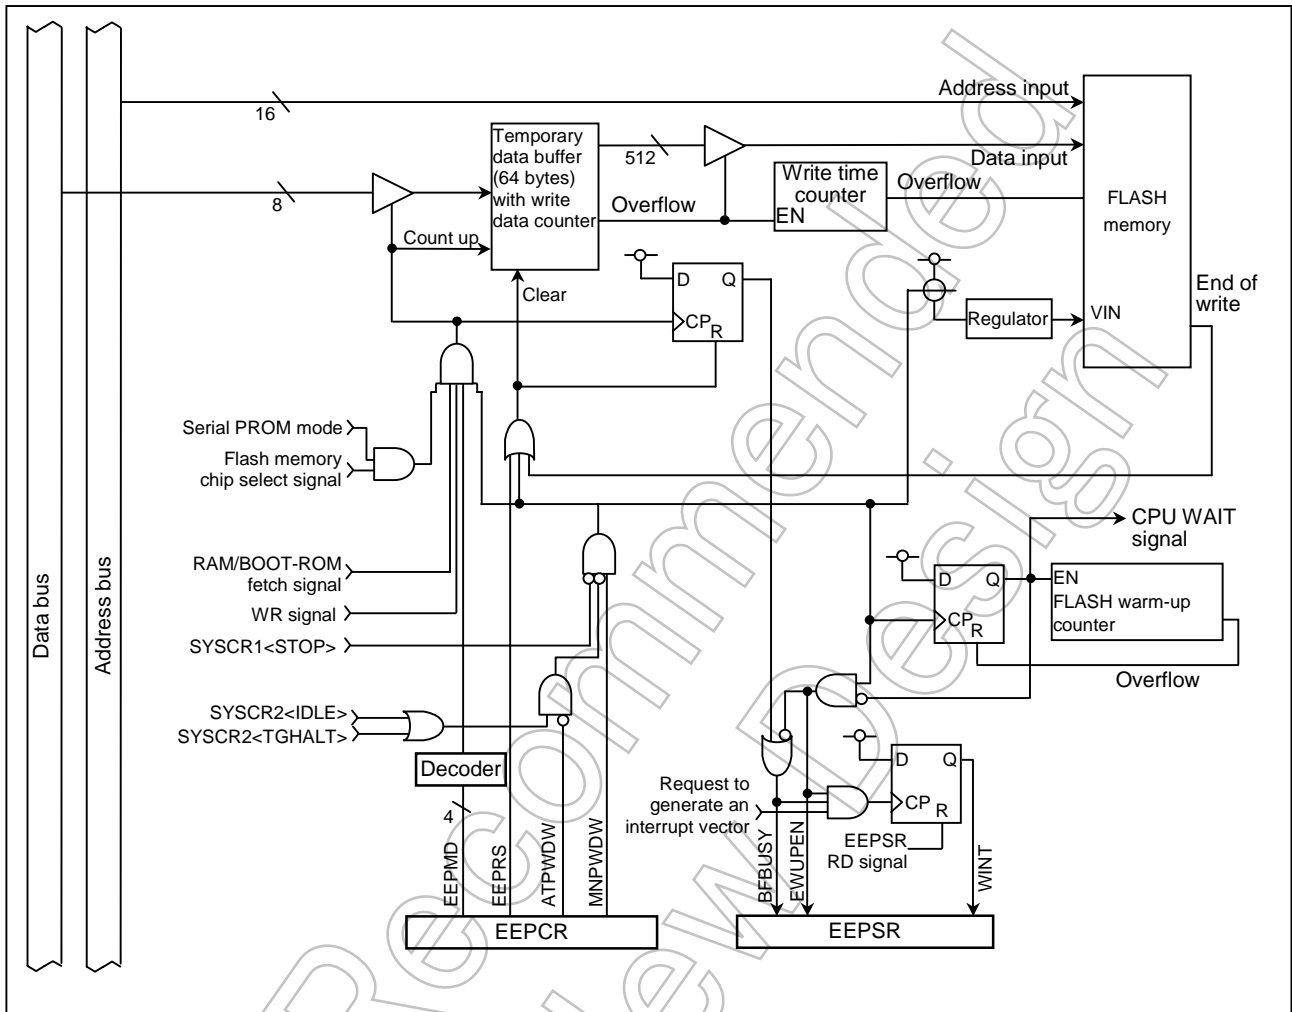 Data bus
Address bus
16
Address input
Temporary
data buffer
(64 bytes)
with write
data counter
512
Data input
8
Write time
counter
EN
Overflow
Overflow
FLASH
memory
Count up
Clear
D
Q
CP
R
Regulator
VIN
End of
write
Serial PROM mode
Flash memory
chip select signal
RAM/BOOT-ROM
fetch signal
WR signal
SYSCR1<STOP>
SYSCR2<IDLE>
SYSCR2<TGHALT>
CPU WAIT
signal
D
Q
CP
R
EN
FLASH warm-up
counter
Overflow
Decoder
4
EEPMD
EEPRS
ATPWDW
MNPWDW
EEPCR
Request to
generate an
interrupt vector
D
Q
CP
R
EEPSR
RD signal
BFBUSY
EWUPEN
WINT
EEPSR
Recommended
New Design